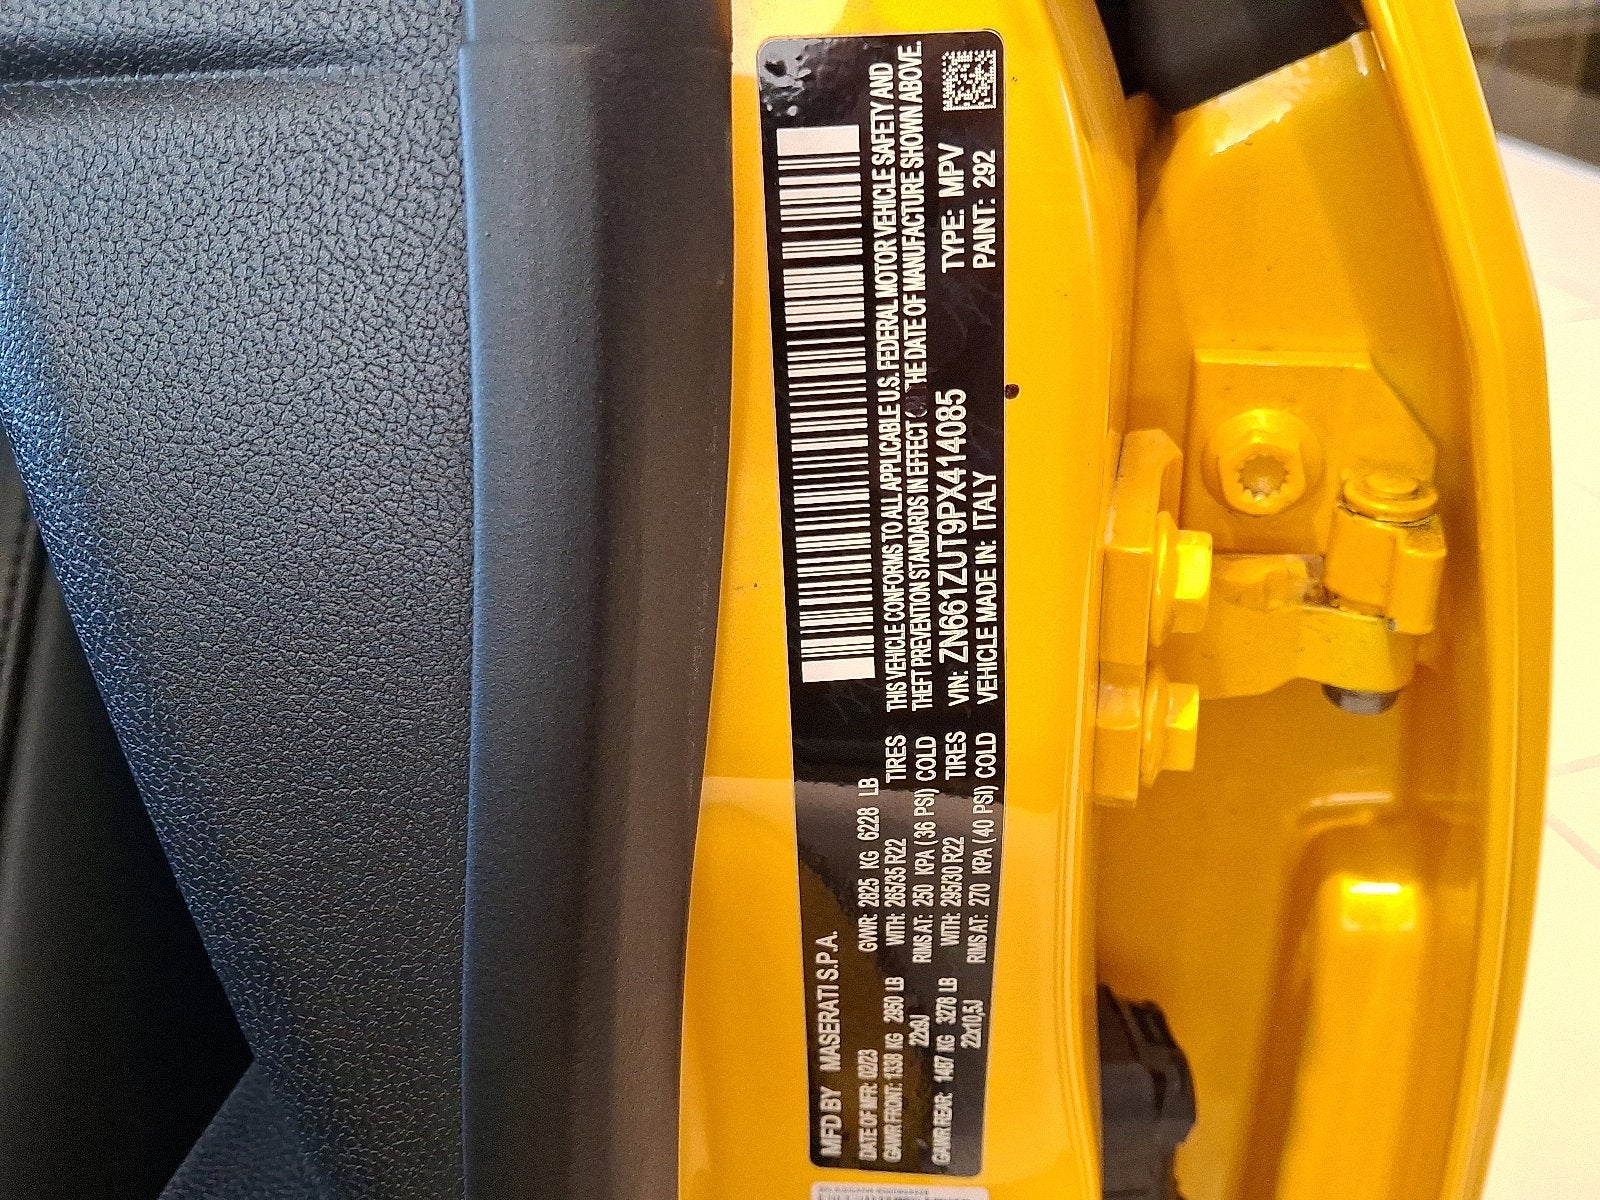 MFD BY MASERATI S.P.A.
DATE OF MFR: 02/23 GVWR: 2825 KG 6228 LB
GAWR FRONT: 1338 KG 2950 LB WITH: 265/35 R22 TIRES
22x9J RIMS AT: 250 KPA ( 36 PSI) COLD
GAWR REAR: 1487 KG 3278 LB WITH: 295/30 R22 TIRES
22x10,5J RIMS AT: 270 KPA ( 40 PSI) COLD
THIS VEHICLE CONFORMS TO ALL APPLICABLE U.S. FEDERAL MOTOR VEHICLE SAFETY AND
THEFT PREVENTION STANDARDS IN EFFECT ON THE DATE OF MANUFACTURE SHOWN ABOVE.
VIN: ZN661ZUT9PX414085 TYPE: MPV
VEHICLE MADE IN: ITALY PAINT: 292